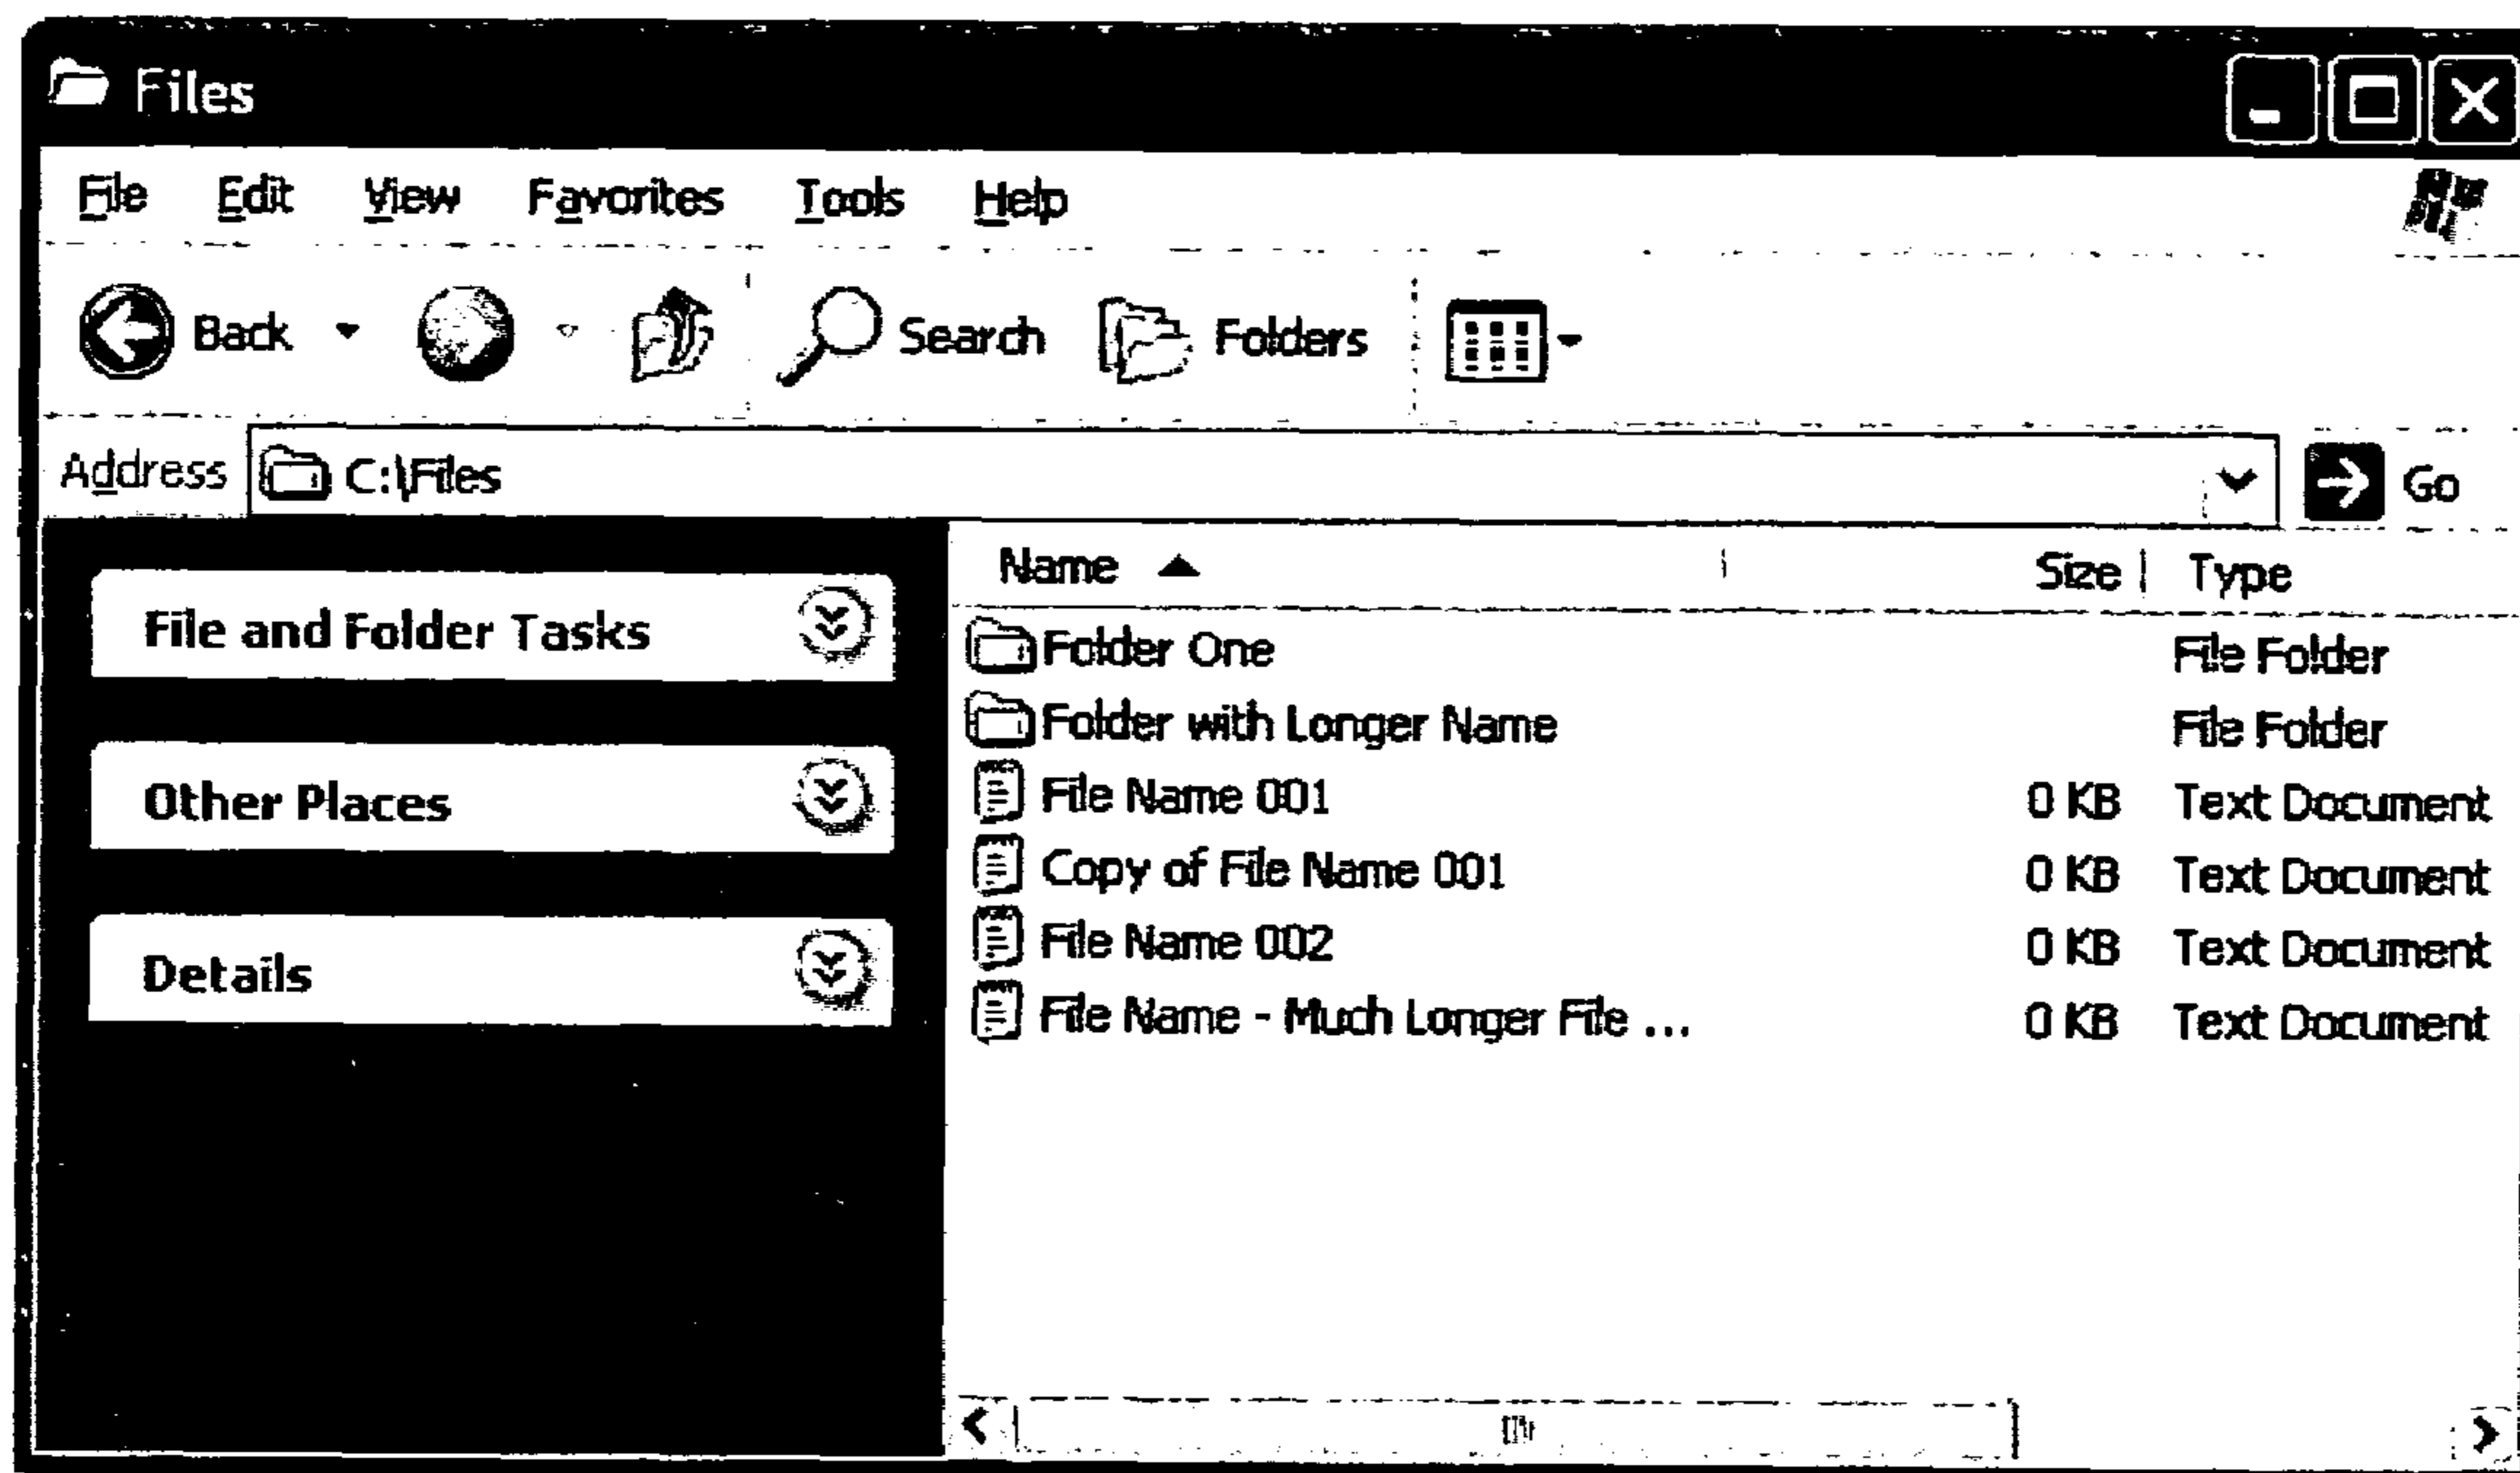 Files
File Edit View Favorites Tools Help
Back Search Folders
Address C:\Files Go
File and Folder Tasks
Other Places
Details
Name Size Type
Folder One File Folder
Folder with Longer Name File Folder
File Name 001 0 KB Text Document
Copy of File Name 001 0 KB Text Document
File Name 002 0 KB Text Document
File Name - Much Longer File ... 0 KB Text Document